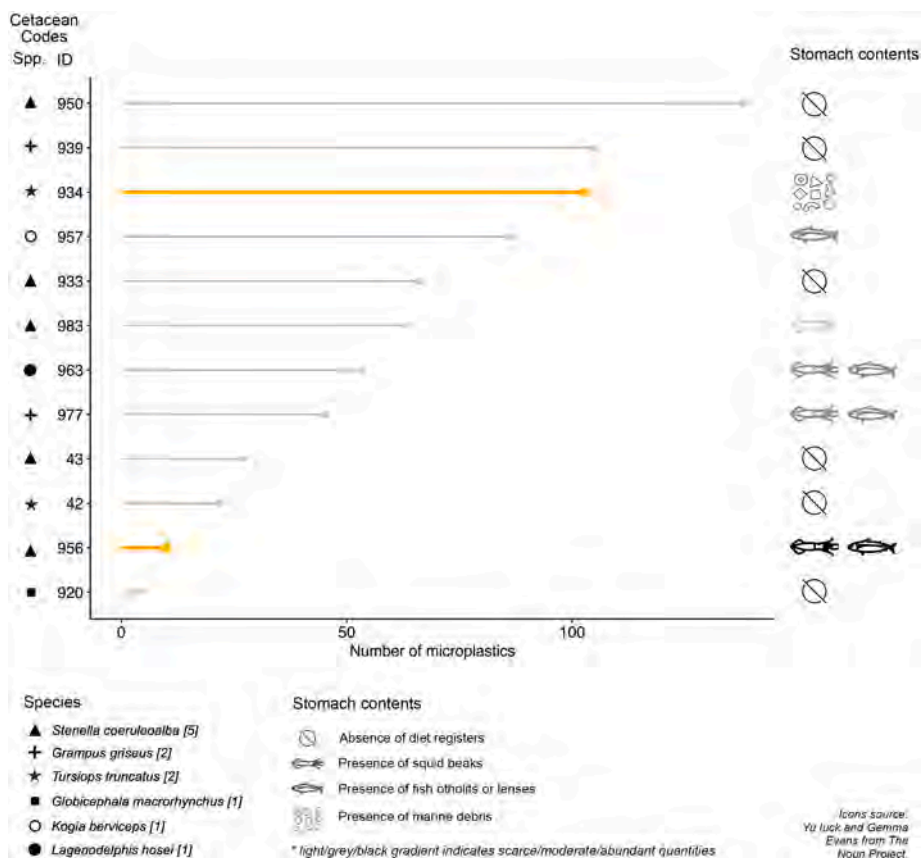 Cetacean
Codes
Spp. ID
Stomach contents
950
939
934
957
933
983
963
977
43
42
956
920
0 50 100
Number of microplastics
Species
Stenella coeruleoalba [5]
Grampus griseus [2]
Tursiops truncatus [2]
Globicephala macrorhynchus [1]
Kogia berviceps [1]
Lagenodelphis hosei [1]
Stomach contents
Absence of diet registers
Presence of squid beaks
Presence of fish otholits or lenses
Presence of marine debris
* light/grey/black gradient indicates scarce/moderate/abundant quantities
Icons source:
Yu luck and Gemma
Evans from The
Noun Project.